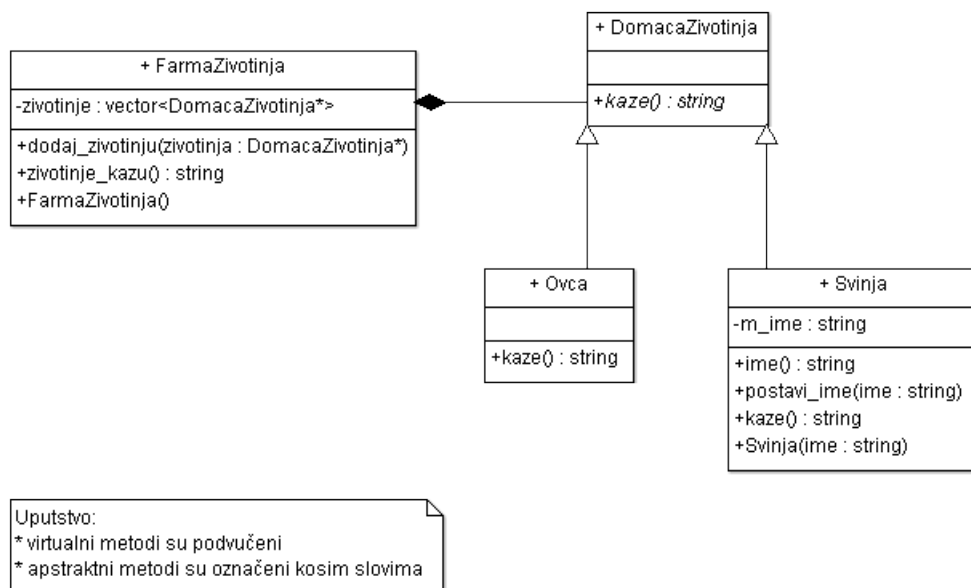 + FarmaZivotinja
-zivotinje : vector<DomacaZivotinja*>
+dodaj_zivotinju(zivotinja : DomacaZivotinja*)
+zivotinje_kazu() : string
+FarmaZivotinja()
+ DomacaZivotinja
+kaze() : string
+ Ovca
+kaze() : string
+ Svinja
-m_ime : string
+ime() : string
+postavi_ime(ime : string)
+kaze() : string
+Svinja(ime : string)
Uputstvo:
* virtualni metodi su podvučeni
* apstraktni metodi su označeni kosim slovima